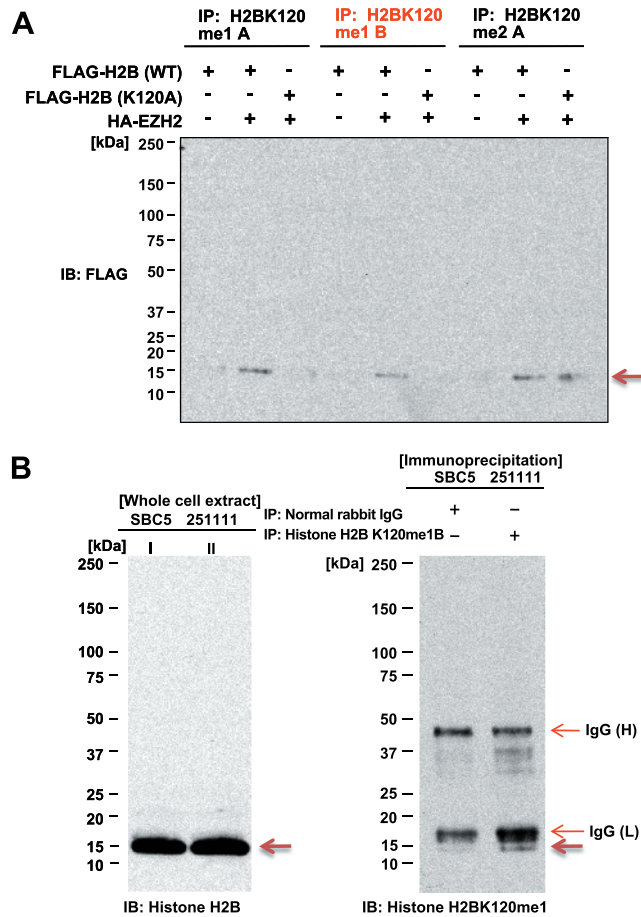 A
IP: H2BK120 IP: H2BK120 IP: H2BK120
me1 A me1 B me2 A
FLAG-H2B (WT) + + - + + - + + -
FLAG-H2B (K120A) - - + - - + - - +
HA-EZH2 - + + - + + - + +
[kDa]
250
150
100
75
50
37
25
20
15
10
IB: FLAG
B
[Whole cell extract]
SBC5 251111
I II
[kDa]
250
150
100
75
50
37
25
20
15
10
IB: Histone H2B
[Immunoprecipitation]
SBC5 251111
IP: Normal rabbit IgG + −
IP: Histone H2B K120me1B − +
[kDa]
250
150
100
75
50
37
25
20
15
10
IgG (H)
IgG (L)
IB: Histone H2BK120me1